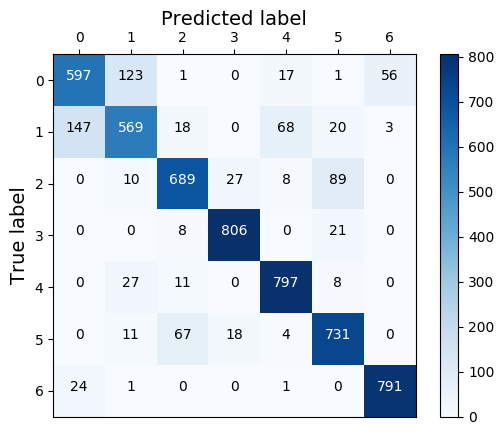 Predicted label
0 1 2 3 4 5 6
0 597 123 1 0 17 1 56
1 147 569 18 0 68 20 3
2 0 10 689 27 8 89 0
3 0 0 8 806 0 21 0
4 0 27 11 0 797 8 0
5 0 11 67 18 4 731 0
6 24 1 0 0 1 0 791
True label
800
700
600
500
400
300
200
100
0